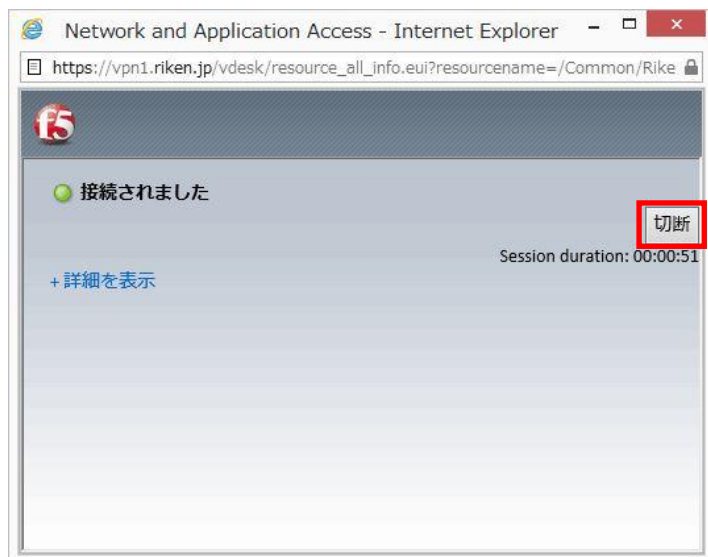 Network and Application Access - Internet Explorer
https://vpn1.riken.jp/vdesk/resource_all_info.eui?resourcename=/Common/Rike
f5
接続されました
切断
Session duration: 00:00:51
+詳細を表示